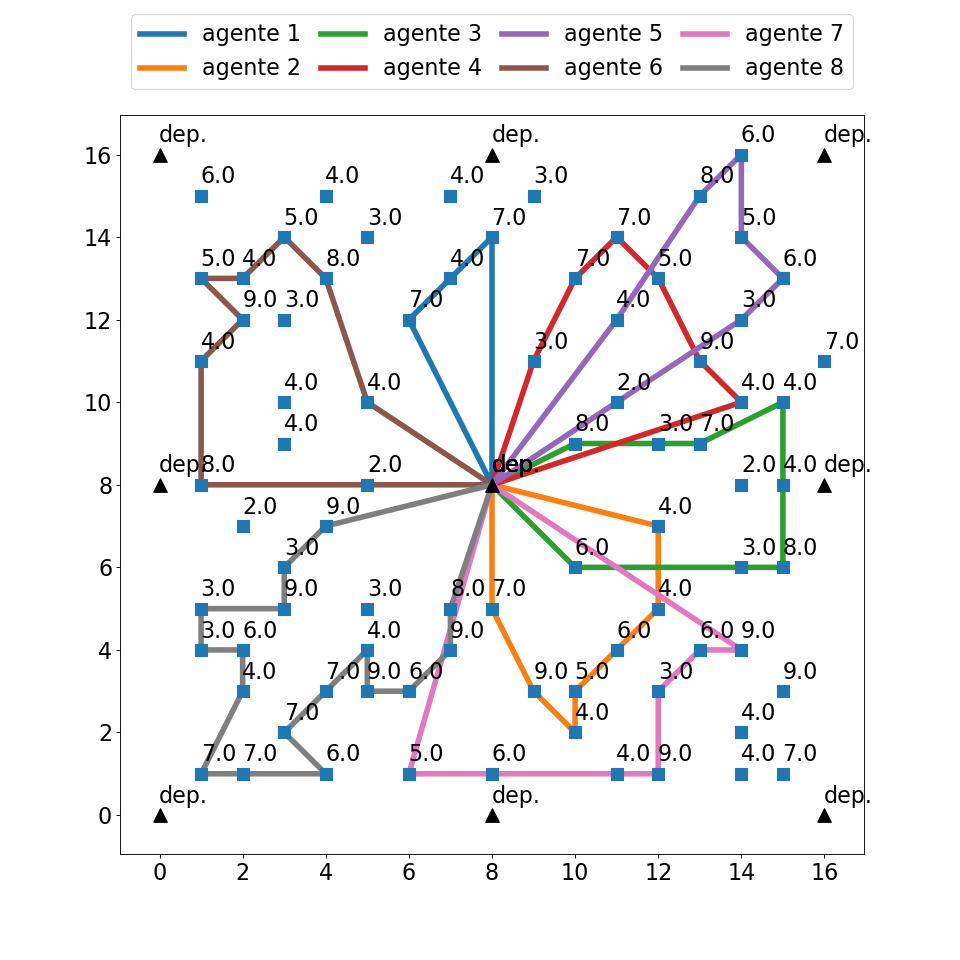 agente 1 agente 3 agente 5 agente 7
agente 2 agente 4 agente 6 agente 8
6.0
dep. dep. dep.
16
6.0 4.0 4.0 3.0 8.0
5.0 3.0 7.0 7.0 5.0
14
5.0 4.0 8.0 4.0 7.0 5.0 6.0
9.0 3.0 7.0 4.0 3.0
12
4.0 3.0 9.0 7.0
4.0 4.0 2.0 4.0 4.0
10
4.0 8.0 3.0 7.0
dep. 8.0 2.0 dep. 2.0 4.0 dep.
8
2.0 9.0 4.0
3.0 6.0 3.0 8.0
6
3.0 9.0 3.0 8.0 7.0 4.0
3.0 6.0 4.0 9.0 6.0 6.0 9.0
4
4.0 7.0 9.0 6.0 9.0 5.0 3.0 9.0
7.0 4.0 4.0
2
7.0 7.0 6.0 5.0 6.0 4.0 9.0 4.0 7.0
dep. dep. dep.
0
0 2 4 6 8 10 12 14 16